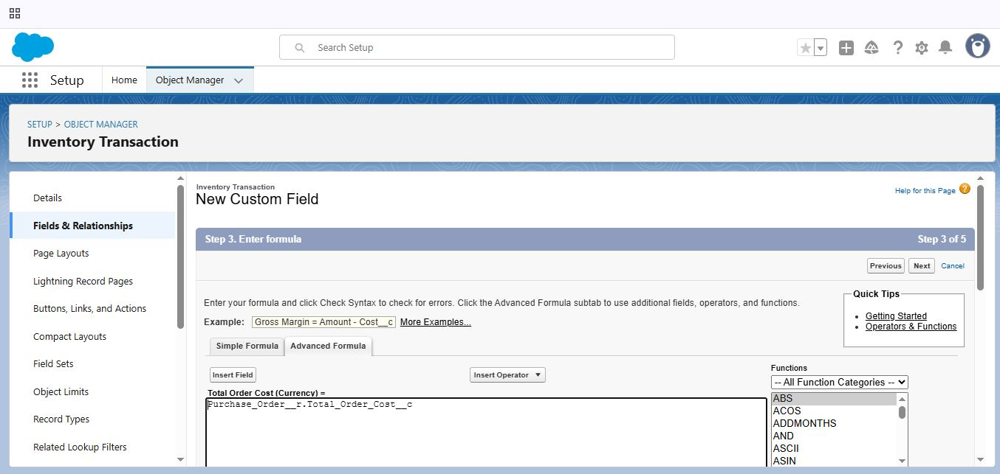 Search Setup
Setup
Home
Object Manager
SETUP > OBJECT MANAGER
Inventory Transaction
Details
Fields & Relationships
Page Layouts
Lightning Record Pages
Buttons, Links, and Actions
Compact Layouts
Field Sets
Object Limits
Record Types
Related Lookup Filters
Inventory Transaction
New Custom Field
Help for this Page ?
Step 3. Enter formula
Step 3 of 5
Previous
Next
Cancel
Enter your formula and click Check Syntax to check for errors. Click the Advanced Formula subtab to use additional fields, operators, and functions.
Example: Gross Margin = Amount - Cost__c More Examples...
Quick Tips
Getting Started
Operators & Functions
Simple Formula
Advanced Formula
Insert Field
Insert Operator
Total Order Cost (Currency) =
Purchase_Order__r.Total_Order_Cost__c
Functions
-- All Function Categories --
ABS
ACOS
ADDMONTHS
AND
ASCII
ASIN